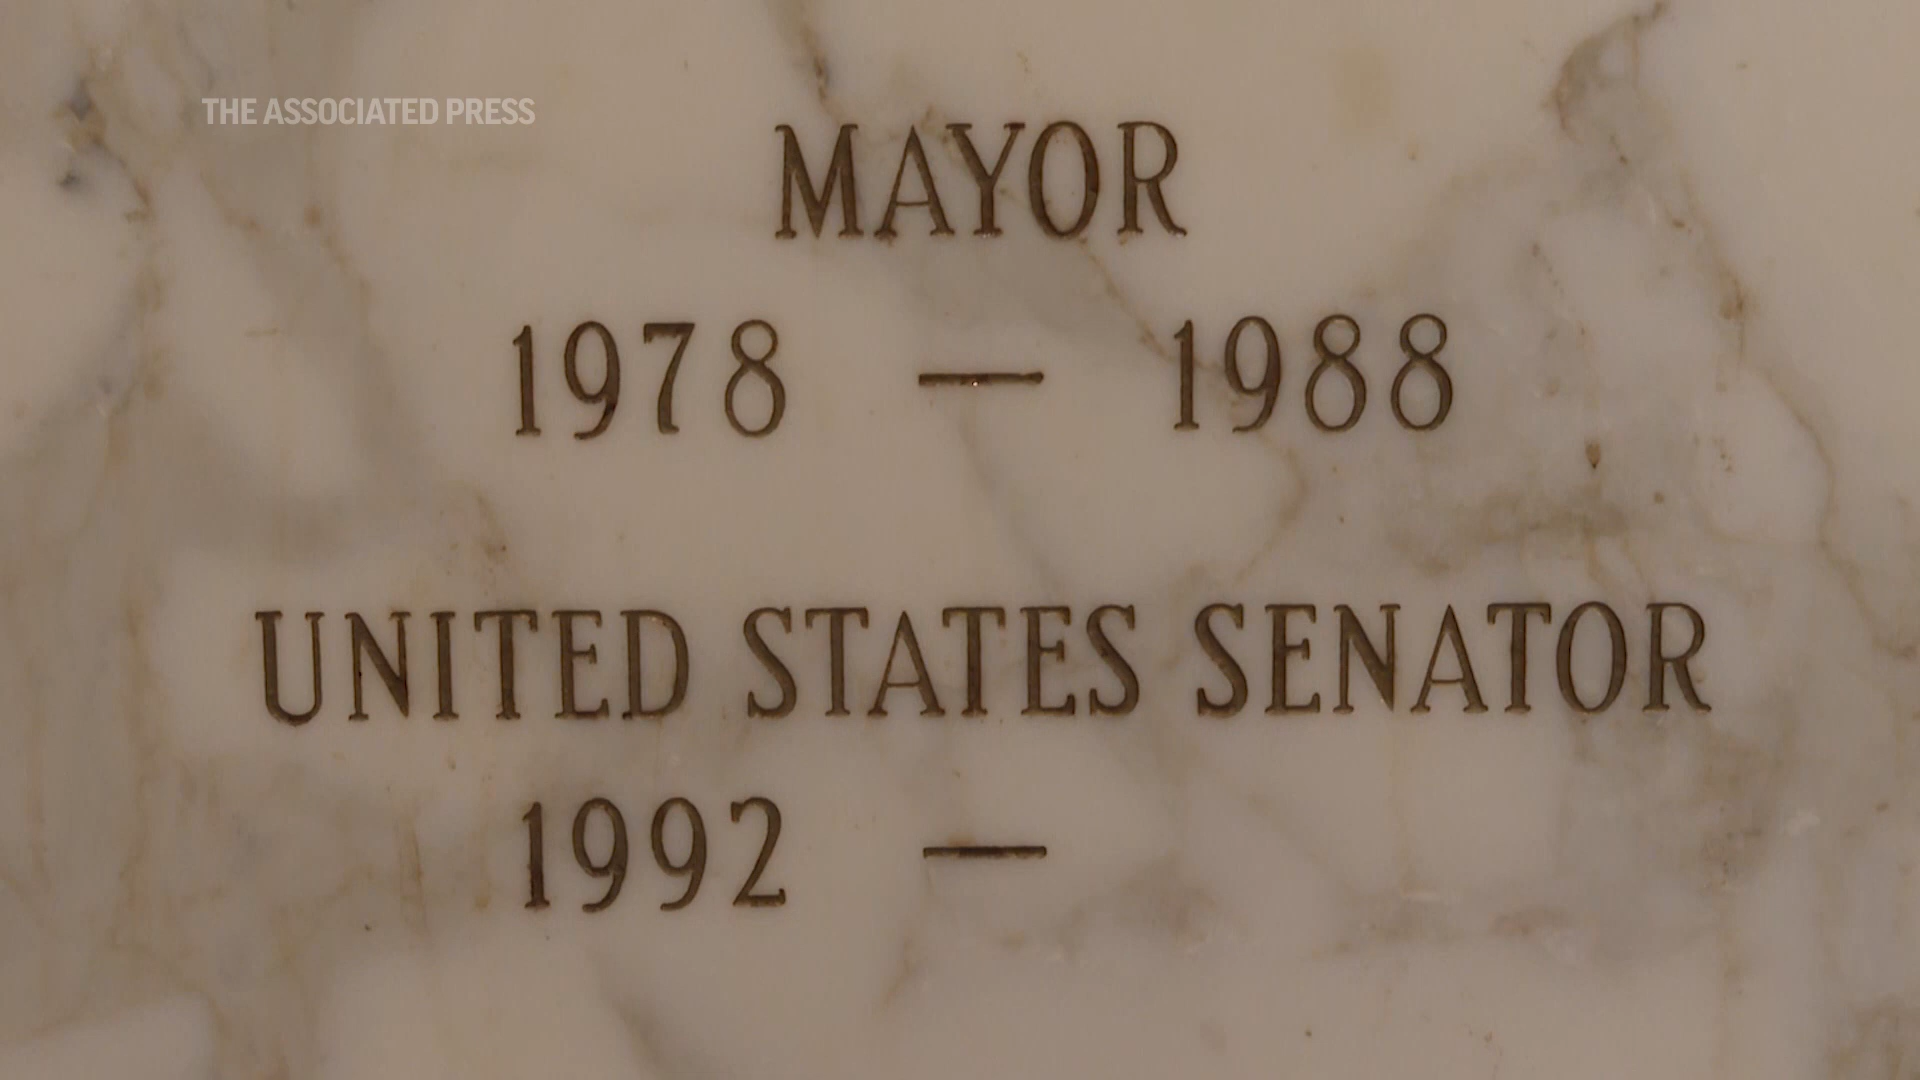 THE ASSOCIATED PRESS
MAYOR
1978 — 1988
UNITED STATES SENATOR
1992 —